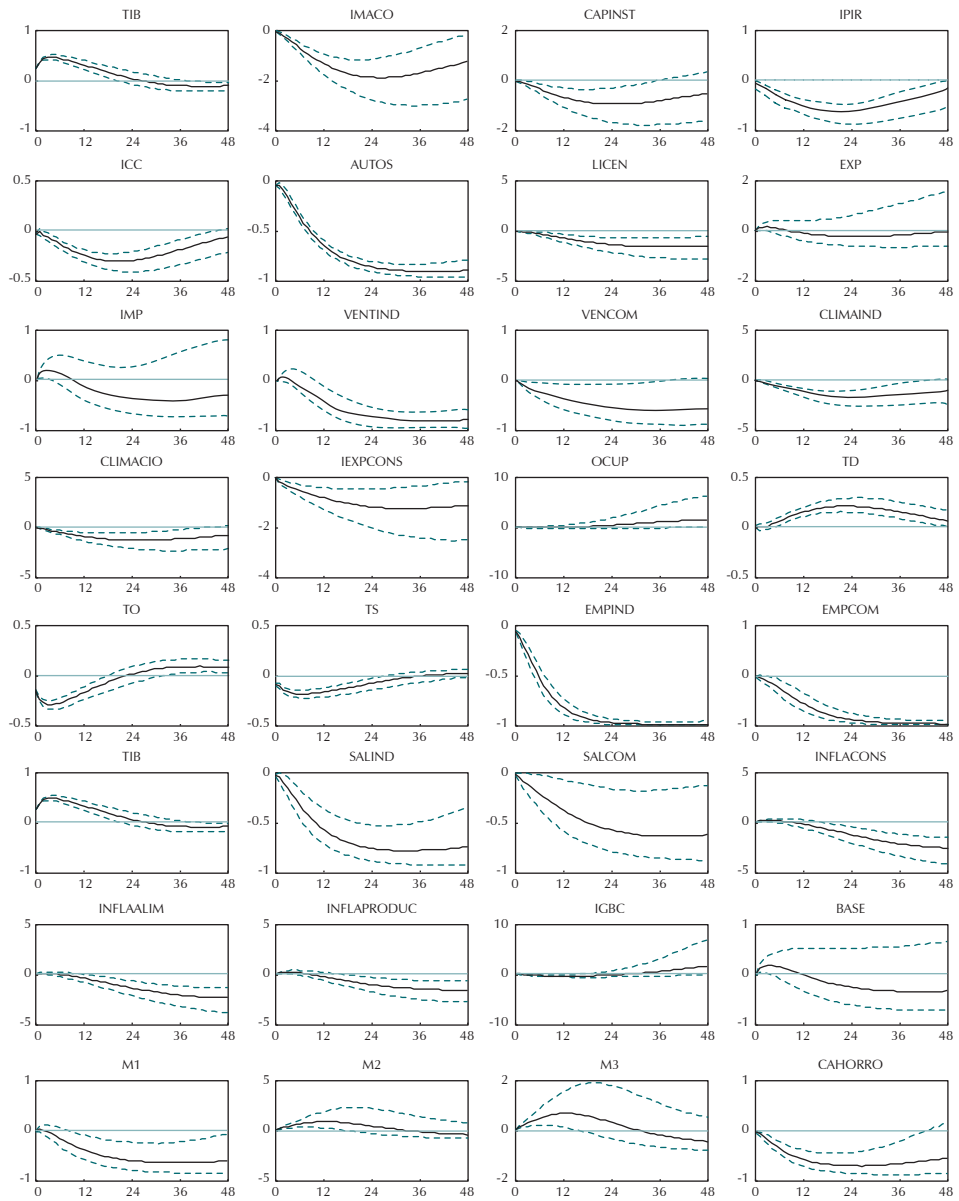 TIB IMACO CAPINST IPIR
1 0 2 1
0 -2 0 0
-1 -4 -2 -1
0 12 24 36 48 0 12 24 36 48 0 12 24 36 48 0 12 24 36 48
ICC AUTOS LICEN EXP
0.5 0 5 2
0 -0.5 0 0
-0.5 -1 -5 -2
0 12 24 36 48 0 12 24 36 48 0 12 24 36 48 0 12 24 36 48
IMP VENTIND VENCOM CLIMAIND
1 1 1 5
0 0 0 0
-1 -1 -1 -5
0 12 24 36 48 0 12 24 36 48 0 12 24 36 48 0 12 24 36 48
CLIMACIO IEXPCONS OCUP TD
5 0 10 0.5
0 -2 0 0
-5 -4 -10 0.5
0 12 24 36 48 0 12 24 36 48 0 12 24 36 48 0 12 24 36 48
TO TS EMPIND EMPCOM
0.5 0.5 0 1
0 0 -0.5 0
-0.5 -0.5 -1 -1
0 12 24 36 48 0 12 24 36 48 0 12 24 36 48 0 12 24 36 48
TIB SALIND SALCOM INFLACONS
1 0 0 5
0 -0.5 -0.5 0
-1 -1 -1 -5
0 12 24 36 48 0 12 24 36 48 0 12 24 36 48 0 12 24 36 48
INFLAALIM INFLAPRODUC IGBC BASE
5 5 10 1
0 0 0 0
-5 -5 -10 -1
0 12 24 36 48 0 12 24 36 48 0 12 24 36 48 0 12 24 36 48
M1 M2 M3 CAHORRO
1 5 2 1
0 0 0 0
-1 -5 2 -1
0 12 24 36 48 0 12 24 36 48 0 12 24 36 48 0 12 24 36 48